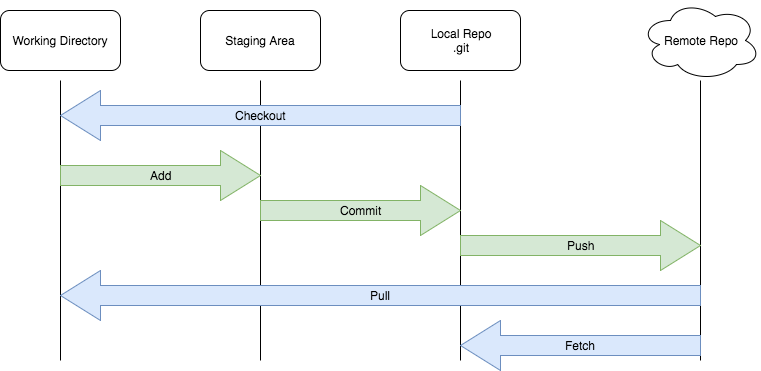 Working Directory
Staging Area
Local Repo
.git
Remote Repo
Checkout
Add
Commit
Push
Pull
Fetch